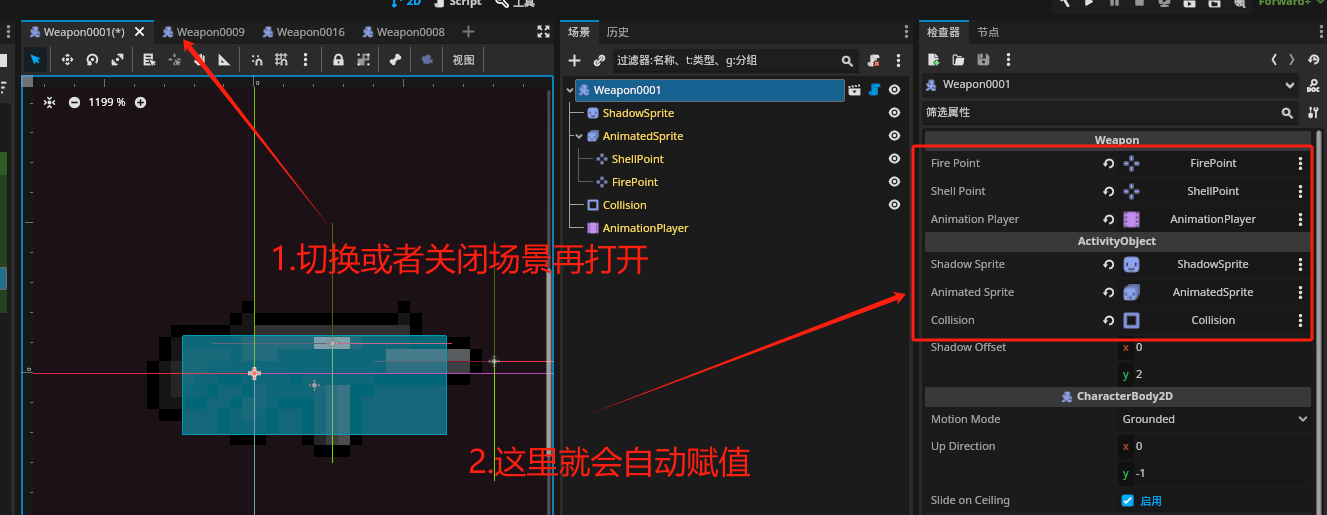 2D
Script
工具
Forward+
Weapon0001(*)
Weapon0009
Weapon0016
Weapon0008
视图
0
1199 %
0
1.切换或者关闭场景再打开
2.这里就会自动赋值
场景
历史
过滤器:名称、t:类型、g:分组
Weapon0001
ShadowSprite
AnimatedSprite
ShellPoint
FirePoint
Collision
AnimationPlayer
检查器
节点
Weapon0001
DOC
筛选属性
Weapon
Fire Point
FirePoint
Shell Point
ShellPoint
Animation Player
AnimationPlayer
ActivityObject
Shadow Sprite
ShadowSprite
Animated Sprite
AnimatedSprite
Collision
Collision
Shadow Offset
x 0
y 2
CharacterBody2D
Motion Mode
Grounded
Up Direction
x 0
y -1
Slide on Ceiling
启用